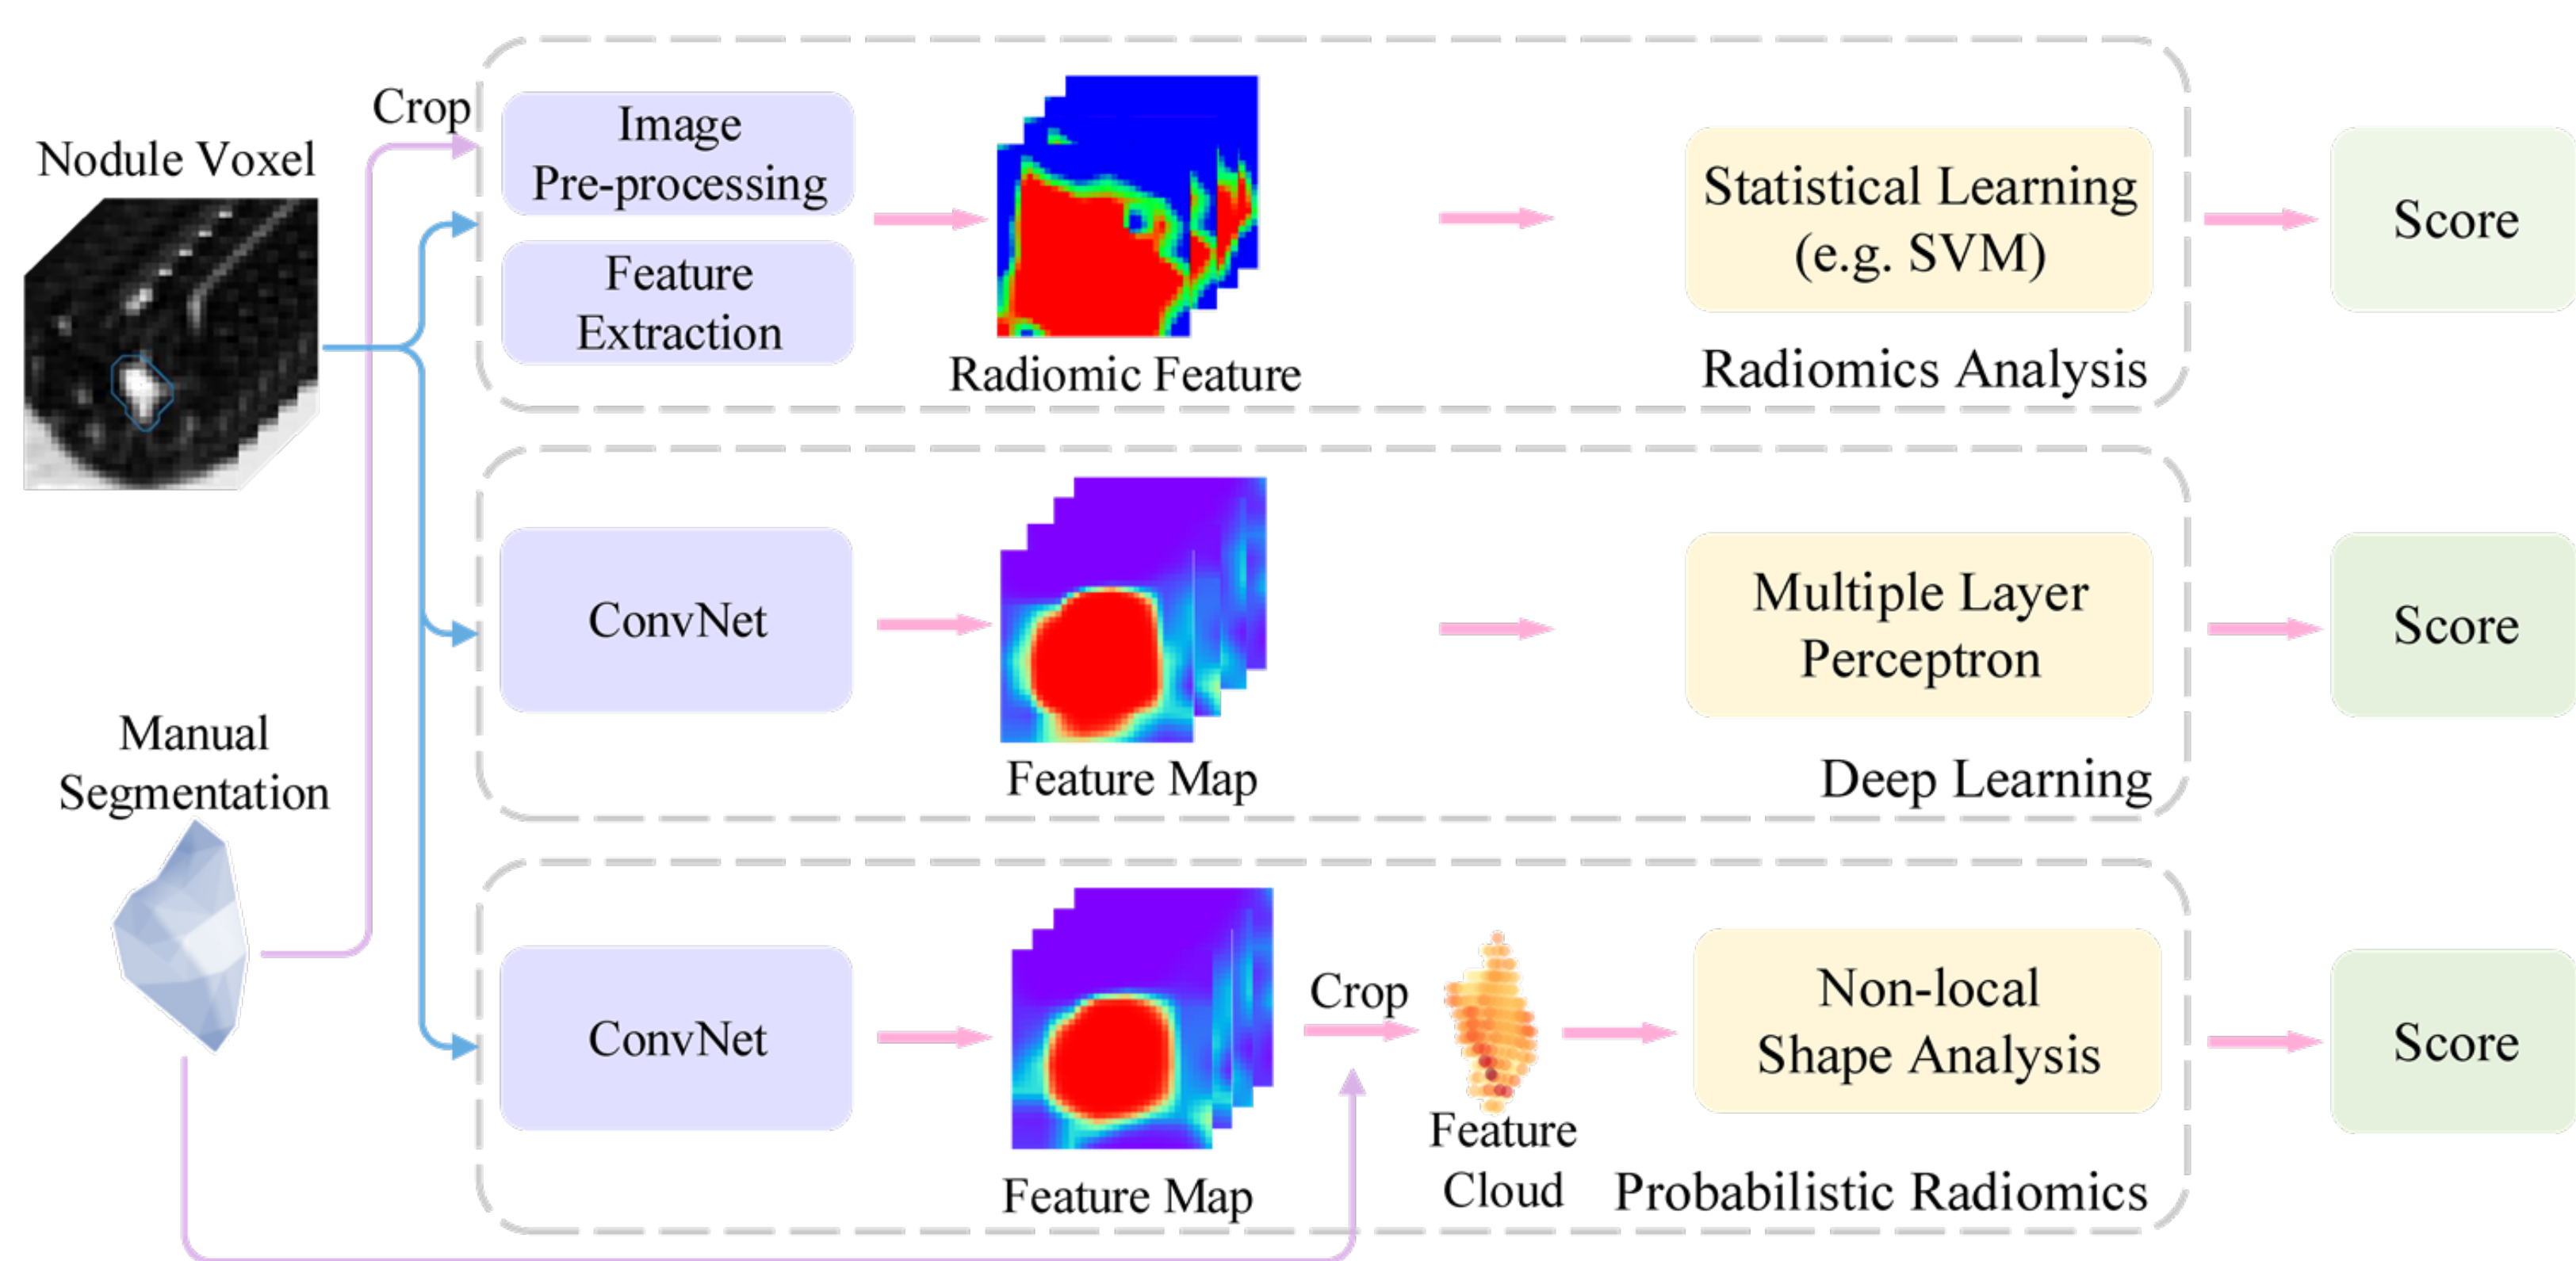 Crop
Nodule Voxel
Image
Pre-processing
Feature
Extraction
Radiomic Feature
Statistical Learning
(e.g. SVM)
Radiomics Analysis
Score
ConvNet
Feature Map
Multiple Layer
Perceptron
Deep Learning
Score
Manual
Segmentation
ConvNet
Feature Map
Crop
Feature
Cloud
Non-local
Shape Analysis
Probabilistic Radiomics
Score